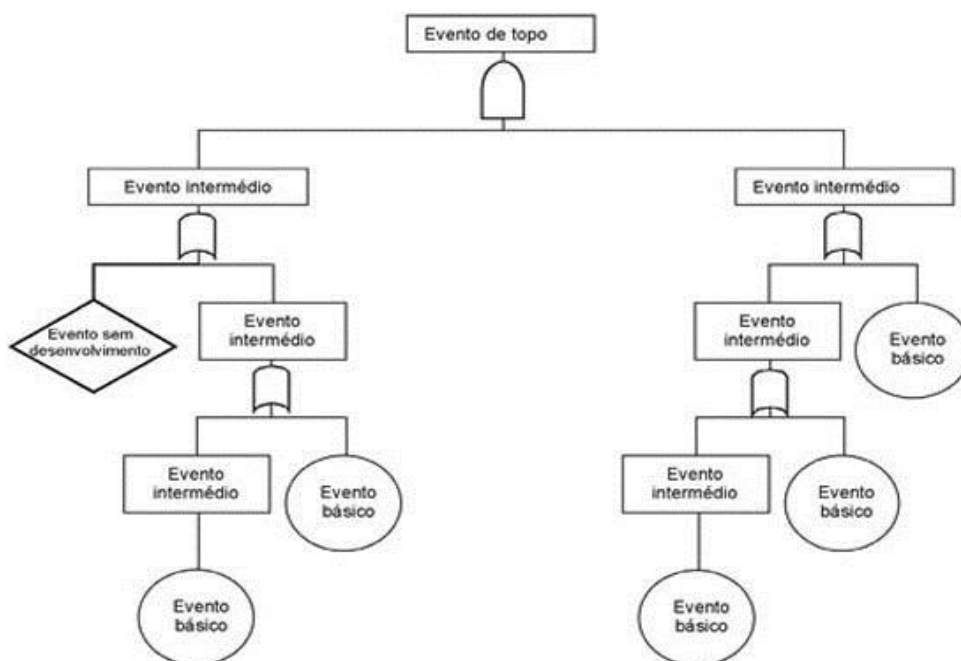 Evento de topo
Evento intermédio
Evento intermédio
Evento sem
desenvolvimento
Evento
intermédio
Evento
intermédio
Evento
básico
Evento
intermédio
Evento
básico
Evento
intermédio
Evento
básico
Evento
básico
Evento
básico